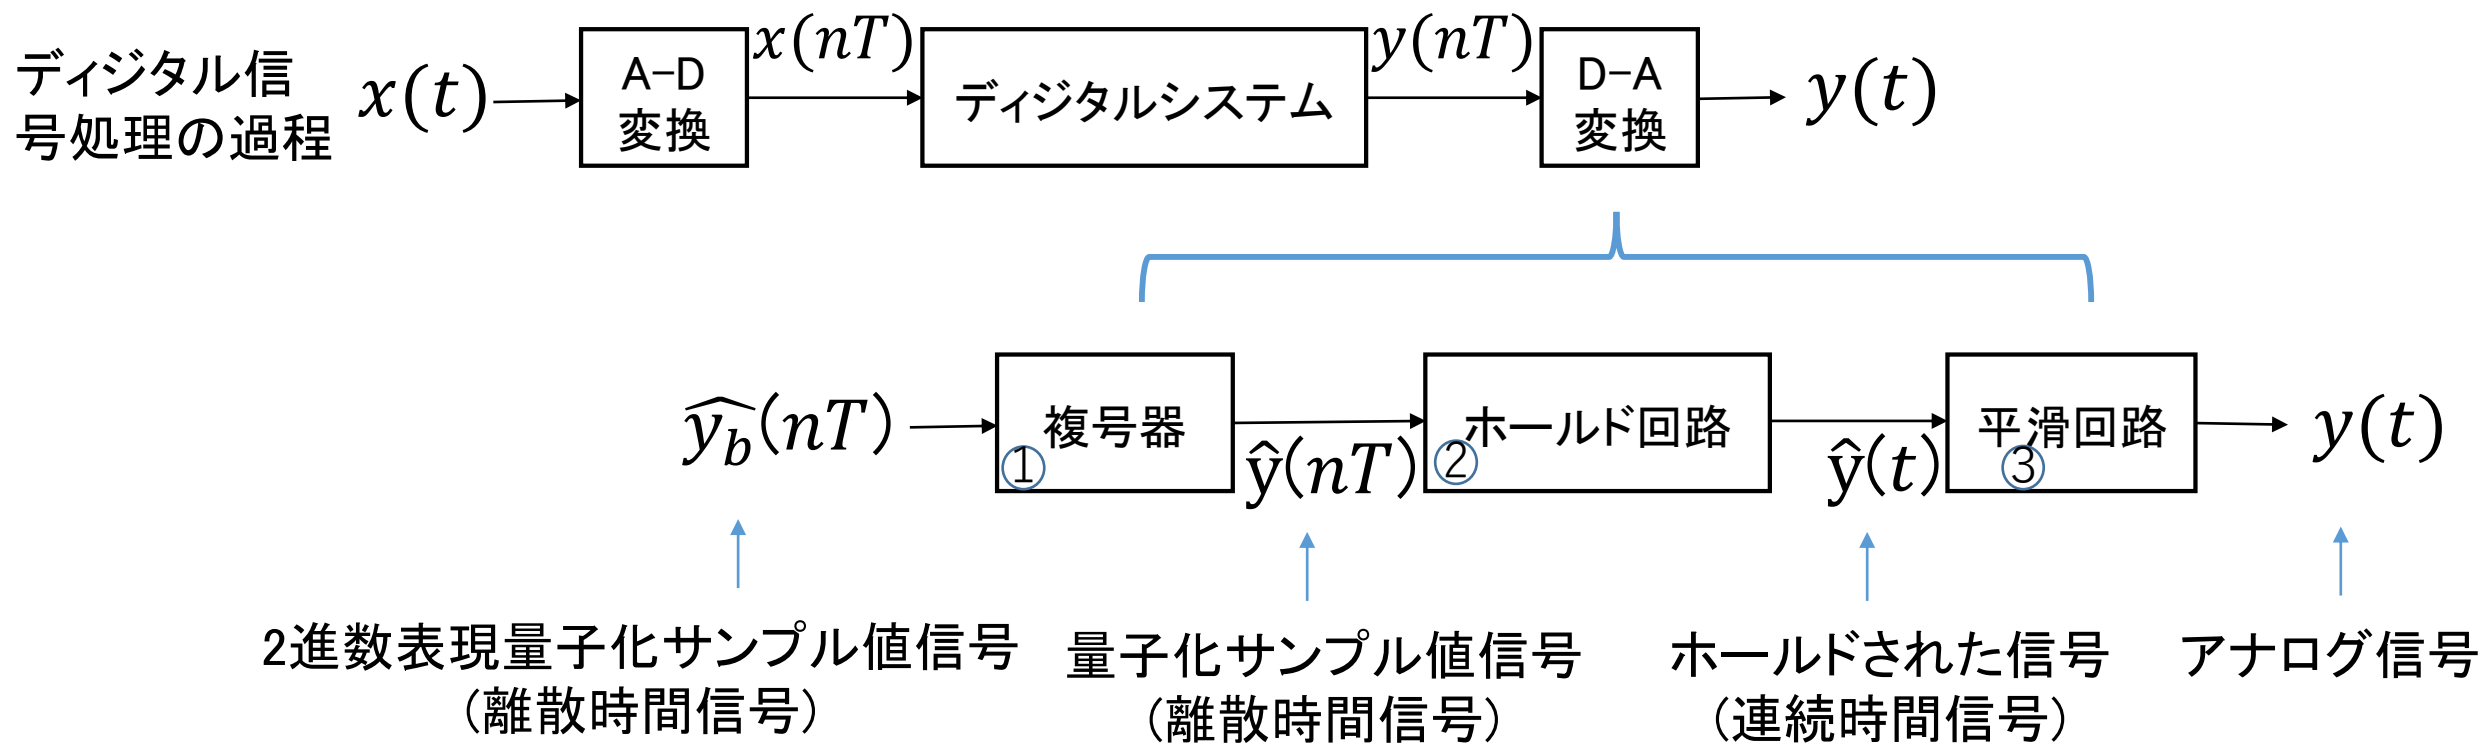 ディジタル信
号処理の過程
x(t)
A-D
変換
x(nT)
ディジタルシステム
y(nT)
D-A
変換
y(t)
\widehat{y_b}(nT)
複号器
①
ŷ(nT)
ホールド回路
②
ŷ(t)
平滑回路
③
y(t)
2進数表現量子化サンプル値信号
(離散時間信号)
量子化サンプル値信号
(離散時間信号)
ホールドされた信号
(連続時間信号)
アナログ信号